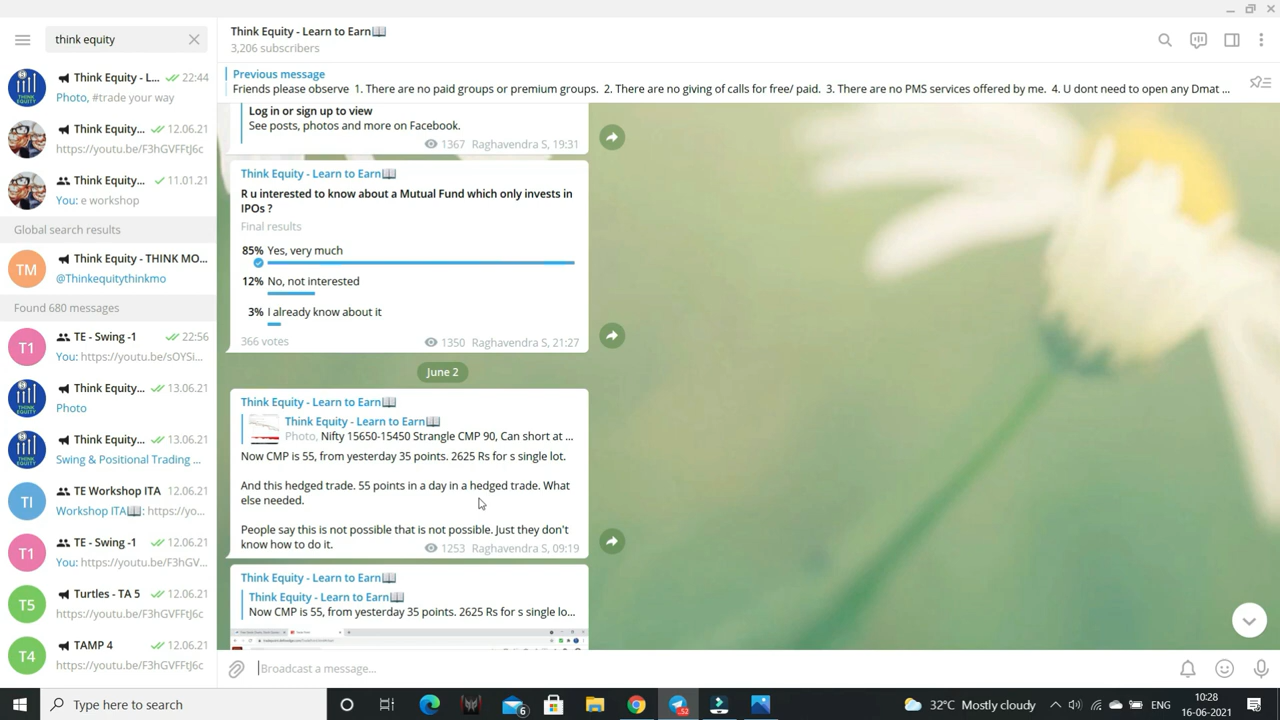 think equity
Think Equity - L... 22:44
Photo, #trade your way
Think Equity... 12.06.21
https://youtu.be/F3hGVFFtJ6c
Think Equity... 11.01.21
You: e workshop
Global search results
TM
Think Equity - THINK MO...
@Thinkequitythinkmo
Found 680 messages
T1
TE - Swing -1 22:56
You: https://youtu.be/sOYSi...
Think Equity... 13.06.21
Photo
Think Equity... 13.06.21
Swing & Positional Trading ...
TI
TE Workshop ITA 12.06.21
Workshop ITA📖: https://yo...
T1
TE - Swing -1 12.06.21
You: https://youtu.be/F3hGV...
T5
Turtles - TA 5 12.06.21
https://youtu.be/F3hGVFFtJ6c
T4
TAMP 4 12.06.21
https://youtu.be/F3hGVFFtJ6c
Think Equity - Learn to Earn📖
3,206 subscribers
Previous message
Friends please observe 1. There are no paid groups or premium groups. 2. There are no giving of calls for free/ paid. 3. There are no PMS services offered by me. 4. U dont need to open any Dmat ...
Log in or sign up to view
See posts, photos and more on Facebook.
1367 Raghavendra S, 19:31
Think Equity - Learn to Earn📖
R u interested to know about a Mutual Fund which only invests in
IPOs ?
Final results
85% Yes, very much
12% No, not interested
3% I already know about it
366 votes 1350 Raghavendra S, 21:27
June 2
Think Equity - Learn to Earn📖
Think Equity - Learn to Earn📖
Photo, Nifty 15650-15450 Strangle CMP 90, Can short at ...
Now CMP is 55, from yesterday 35 points. 2625 Rs for s single lot.
And this hedged trade. 55 points in a day in a hedged trade. What
else needed.
People say this is not possible that is not possible. Just they don't
know how to do it.
1253 Raghavendra S, 09:19
Think Equity - Learn to Earn📖
Think Equity - Learn to Earn📖
Now CMP is 55, from yesterday 35 points. 2625 Rs for s single lo...
Broadcast a message...
Type here to search
6
52
32°C Mostly cloudy
ENG
10:28
16-06-2021